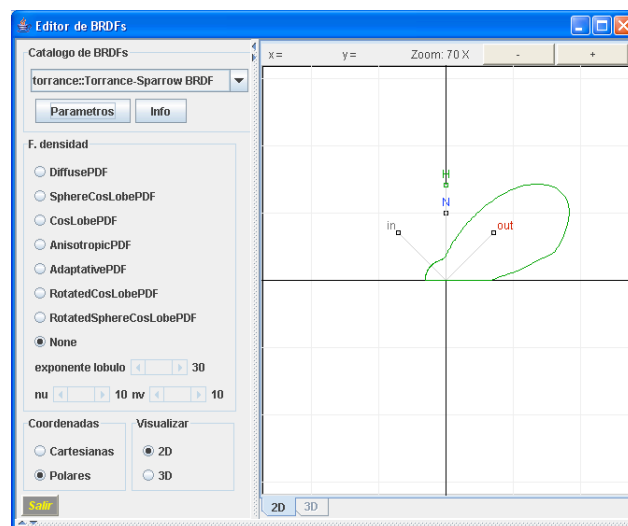 Editor de BRDFs
Catalogo de BRDFs
torrance::Torrance-Sparrow BRDF
Parametros Info
F. densidad
DiffusePDF
SphereCosLobePDF
CosLobePDF
AnisotropicPDF
AdaptativePDF
RotatedCosLobePDF
RotatedSphereCosLobePDF
None
exponente lobulo 30
nu 10 nv 10
Coordenadas
Cartesianas
Polares
Visualizar
2D
3D
Salir
x= y= Zoom: 70 X - +
H
N
in out
2D 3D